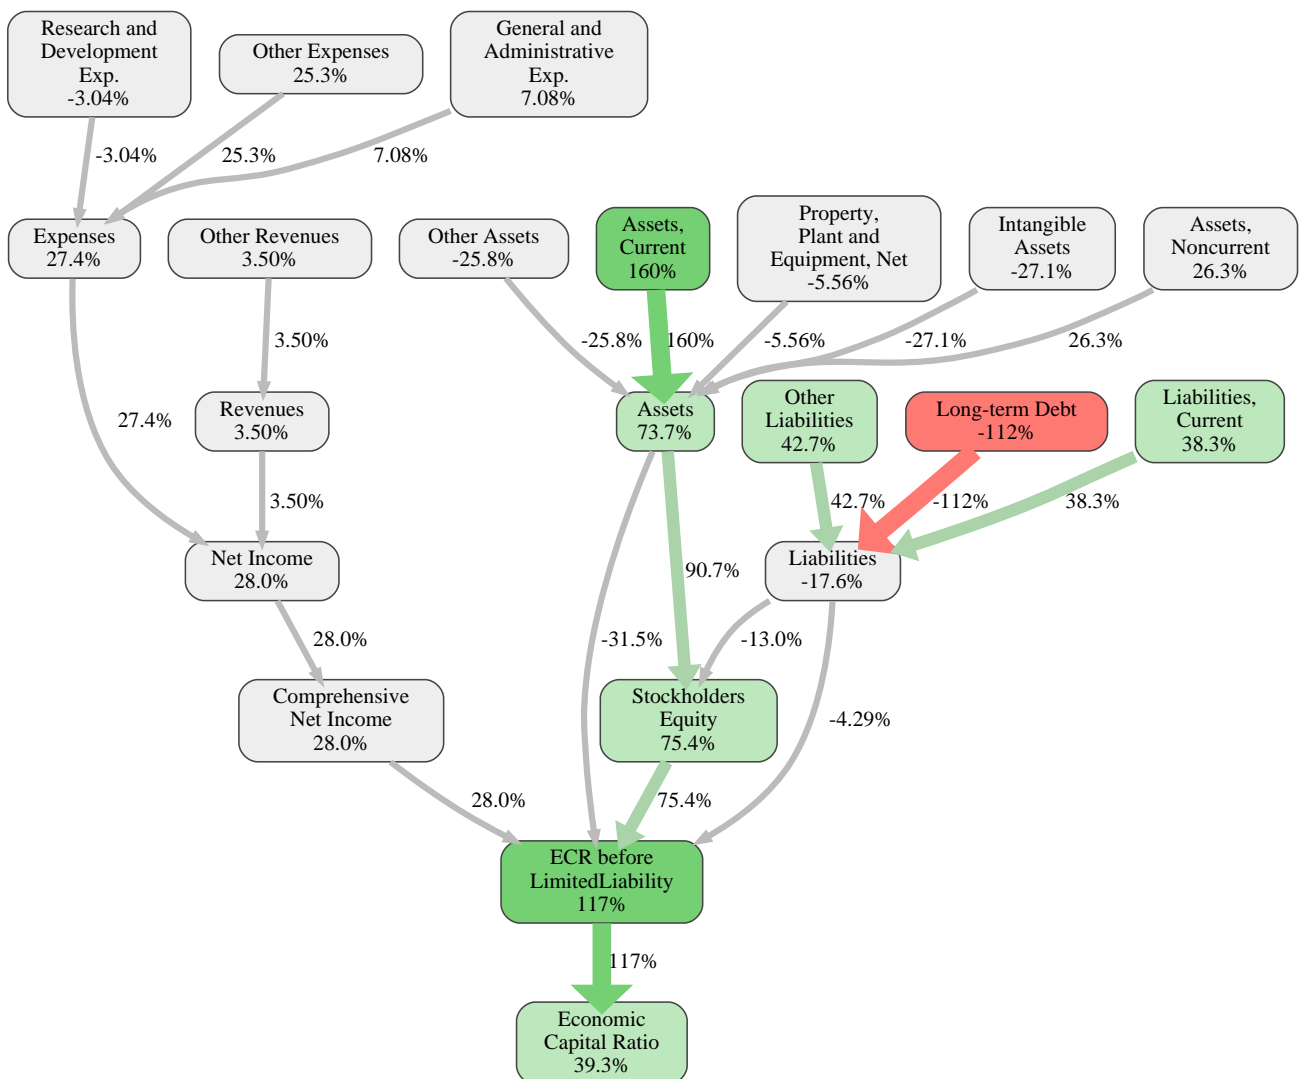 Research and
Development
Exp.
-3.04%
Other Expenses
25.3%
General and
Administrative
Exp.
7.08%
-3.04%
25.3%
7.08%
Expenses
27.4%
Other Revenues
3.50%
Other Assets
-25.8%
Assets,
Current
160%
Property,
Plant and
Equipment, Net
-5.56%
Intangible
Assets
-27.1%
Assets,
Noncurrent
26.3%
3.50%
-25.8%
160%
-5.56%
-27.1%
26.3%
27.4%
Revenues
3.50%
Assets
73.7%
Other
Liabilities
42.7%
Long-term Debt
-112%
Liabilities,
Current
38.3%
3.50%
42.7%
-112%
38.3%
Net Income
28.0%
90.7%
Liabilities
-17.6%
28.0%
-31.5%
-13.0%
Comprehensive
Net Income
28.0%
Stockholders
Equity
75.4%
-4.29%
28.0%
75.4%
ECR before
LimitedLiability
117%
117%
Economic
Capital Ratio
39.3%